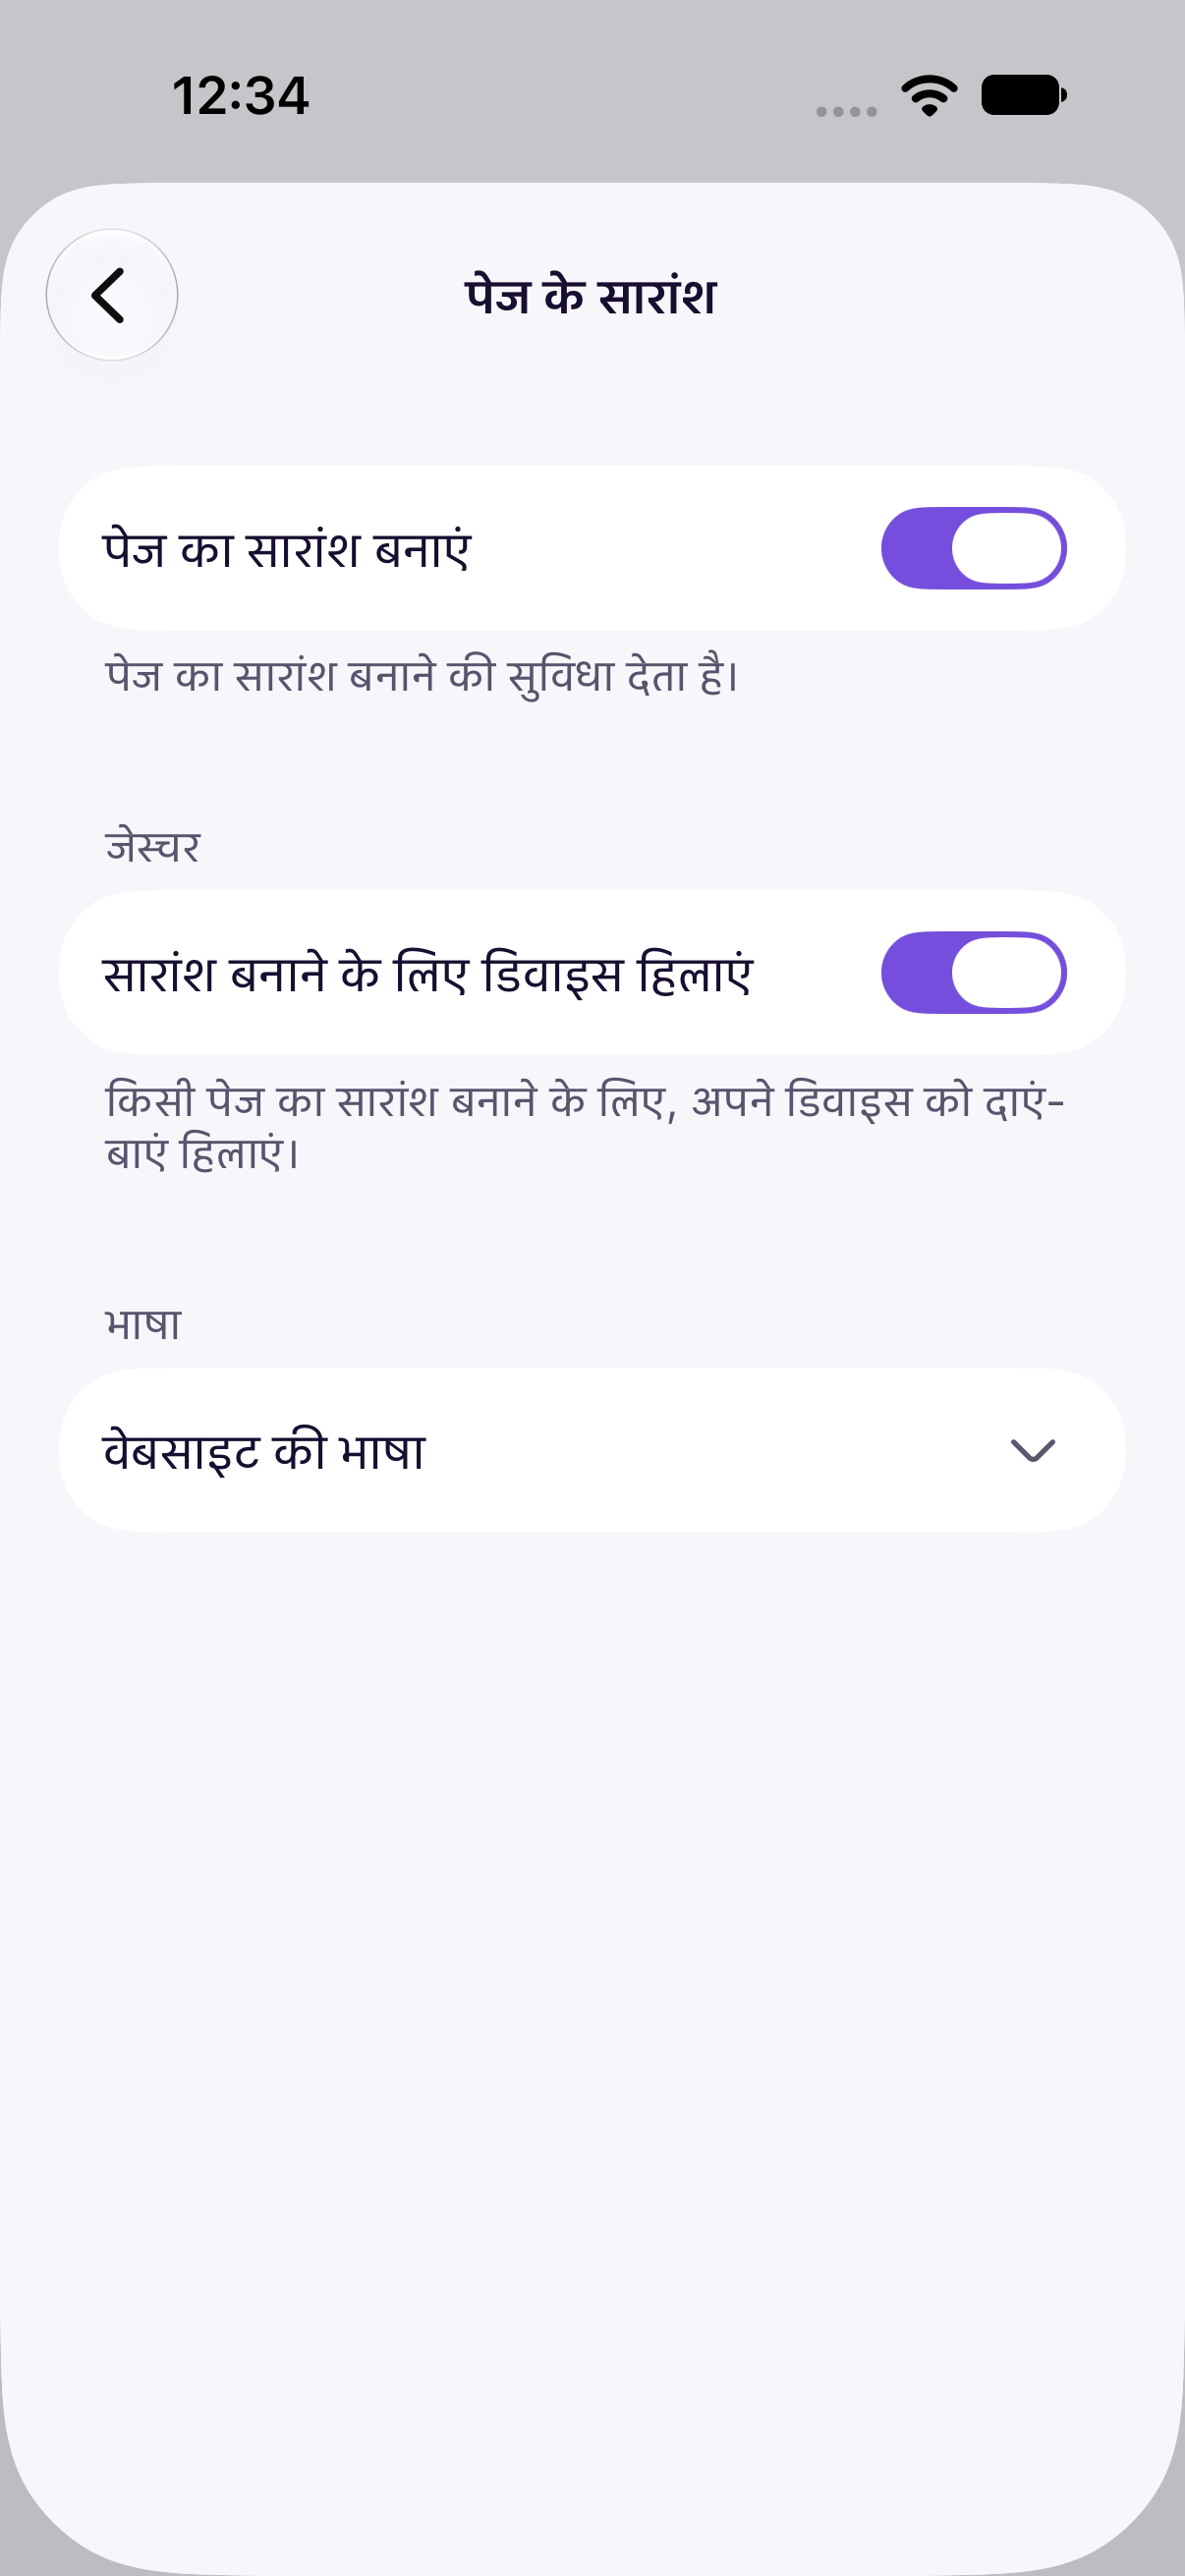 12:34
पेज के सारांश
पेज का सारांश बनाएं
पेज का सारांश बनाने की सुविधा देता है।
जेस्चर
सारांश बनाने के लिए डिवाइस हिलाएं
किसी पेज का सारांश बनाने के लिए, अपने डिवाइस को दाएं-
बाएं हिलाएं।
भाषा
वेबसाइट की भाषा